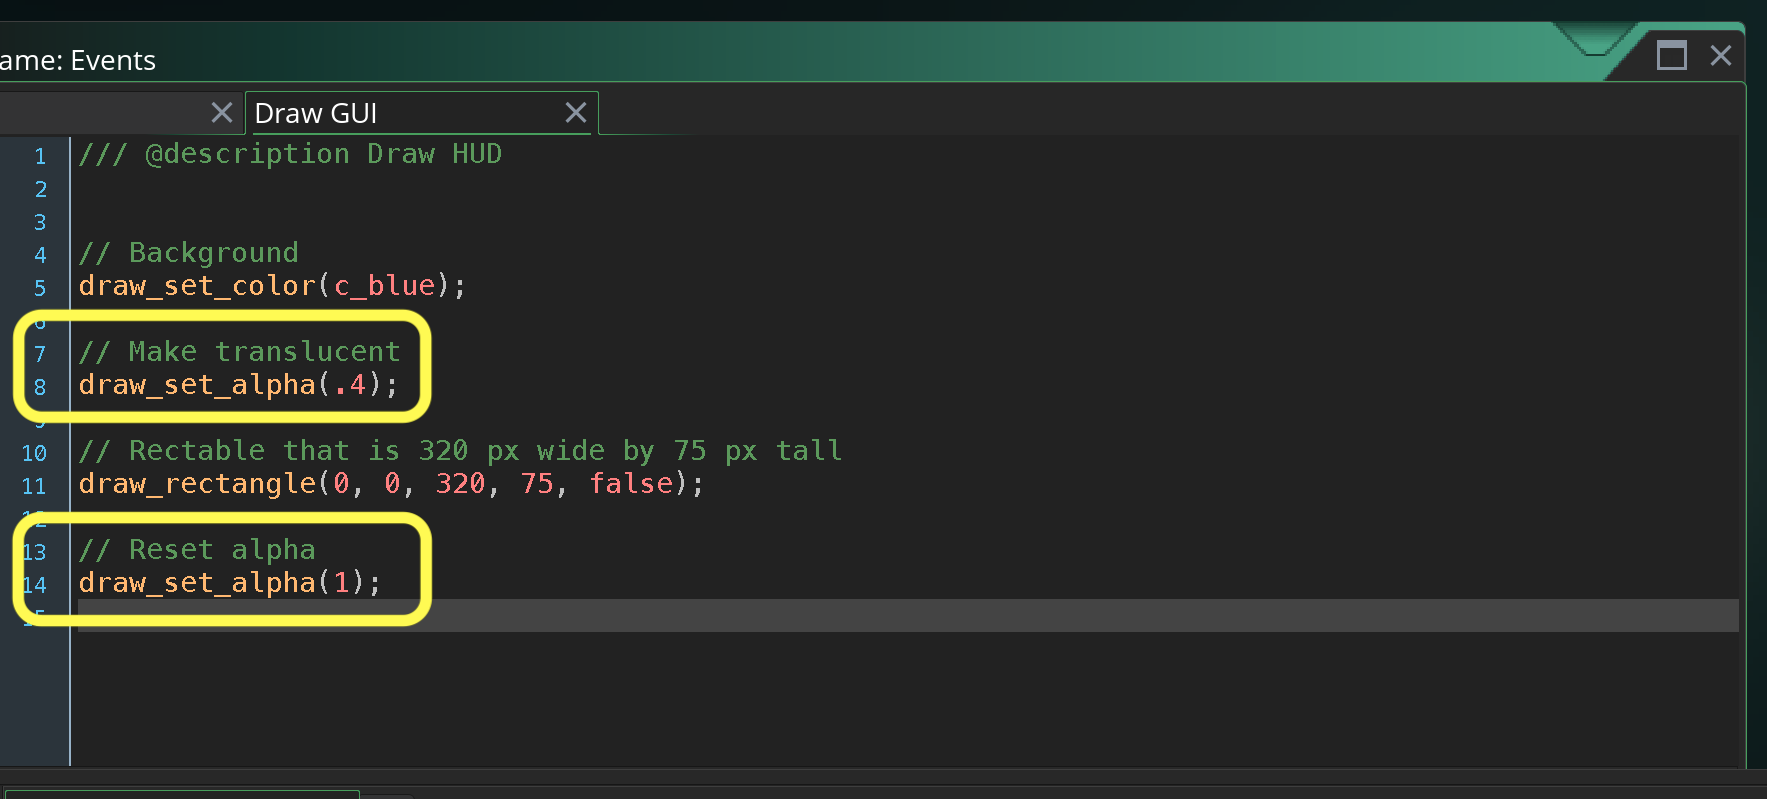 ame: Events
Draw GUI
1 /// @description Draw HUD
2
3
4 // Background
5 draw_set_color(c_blue);
6
7 // Make translucent
8 draw_set_alpha(.4);
9
10 // Rectable that is 320 px wide by 75 px tall
11 draw_rectangle(0, 0, 320, 75, false);
12
13 // Reset alpha
14 draw_set_alpha(1);
15